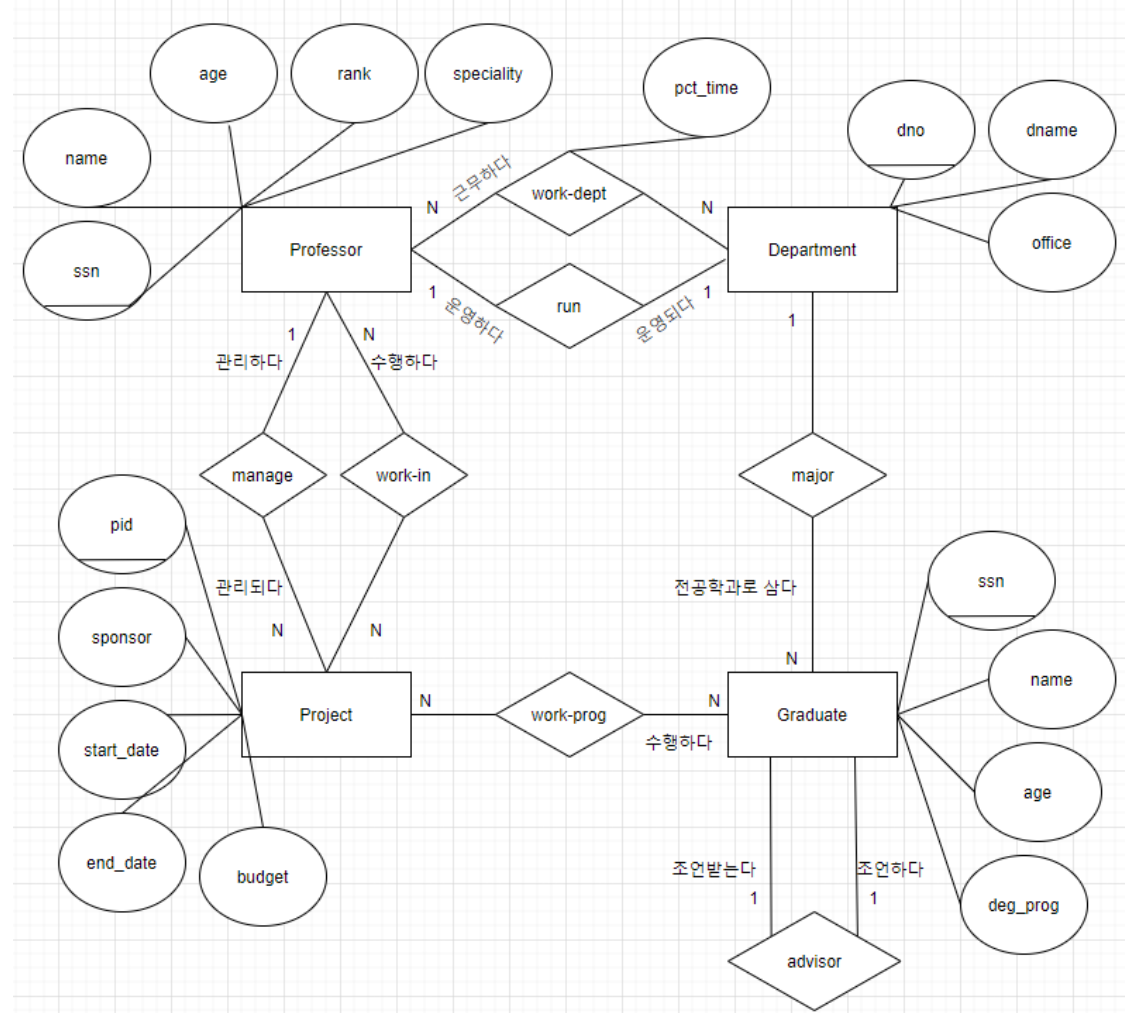 age
rank
speciality
pct_time
dno
dname
name
근무하다
work-dept
N
N
Professor
Department
office
ssn
1
운영하다
run
운영되다
1
1
1
N
관리하다
수행하다
manage
work-in
major
pid
관리되다
전공학과로 삼다
ssn
N
N
sponsor
N
name
Project
N
work-prog
N
Graduate
수행하다
start_date
age
end_date
budget
조언받는다
조언하다
1
1
deg_prog
advisor